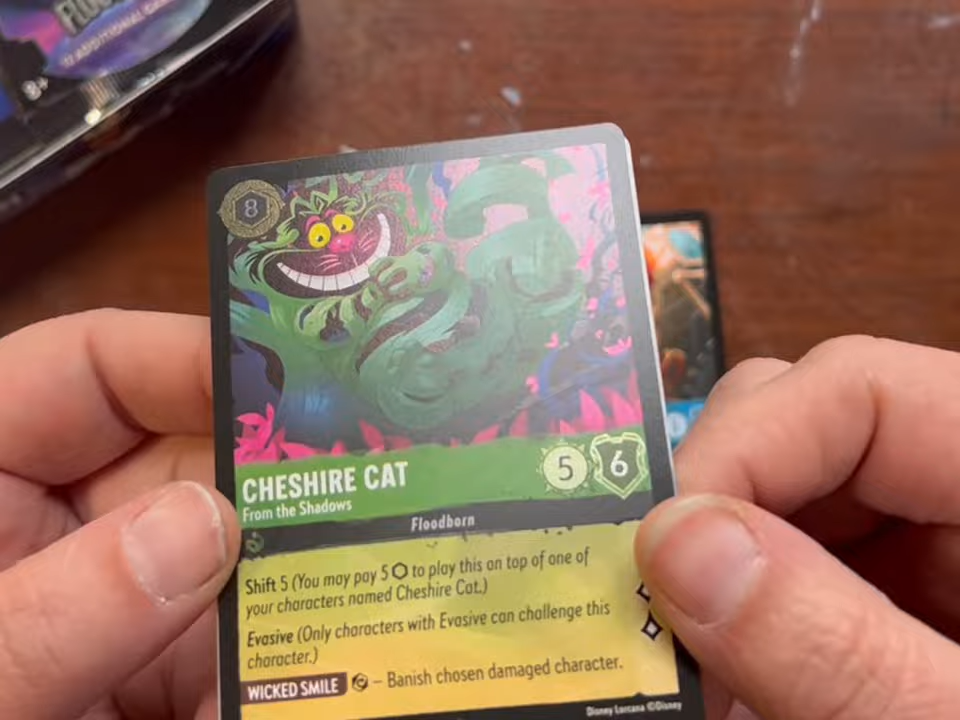 ADDITIONAL
8+
8
CHESHIRE CAT
From the Shadows
5
6
Floodborn
Shift 5 (You may pay 5 to play this on top of one of
your characters named Cheshire Cat.)
Evasive (Only characters with Evasive can challenge this
character.)
WICKED SMILE – Banish chosen damaged character.
Disney Lorcana ©Disney